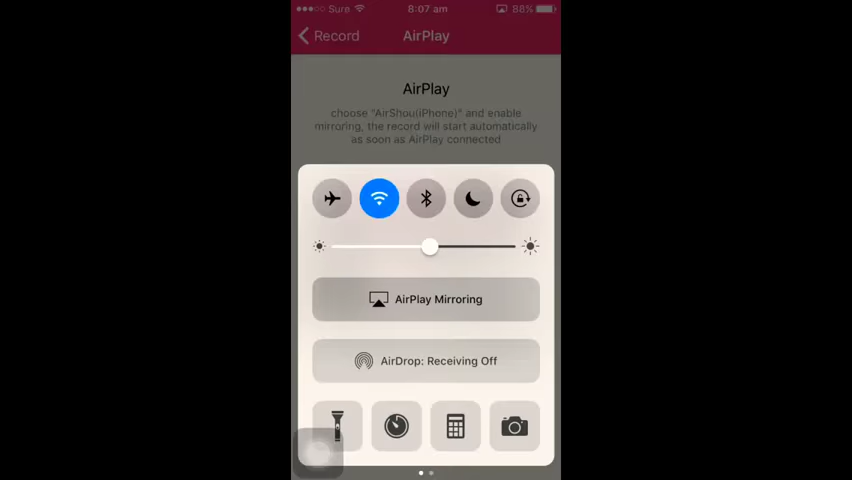 Sure 8:07 am 88%
Record AirPlay
AirPlay
choose "AirShou(iPhone)" and enable
mirroring, the record will start automatically
as soon as AirPlay connected
AirPlay Mirroring
AirDrop: Receiving Off